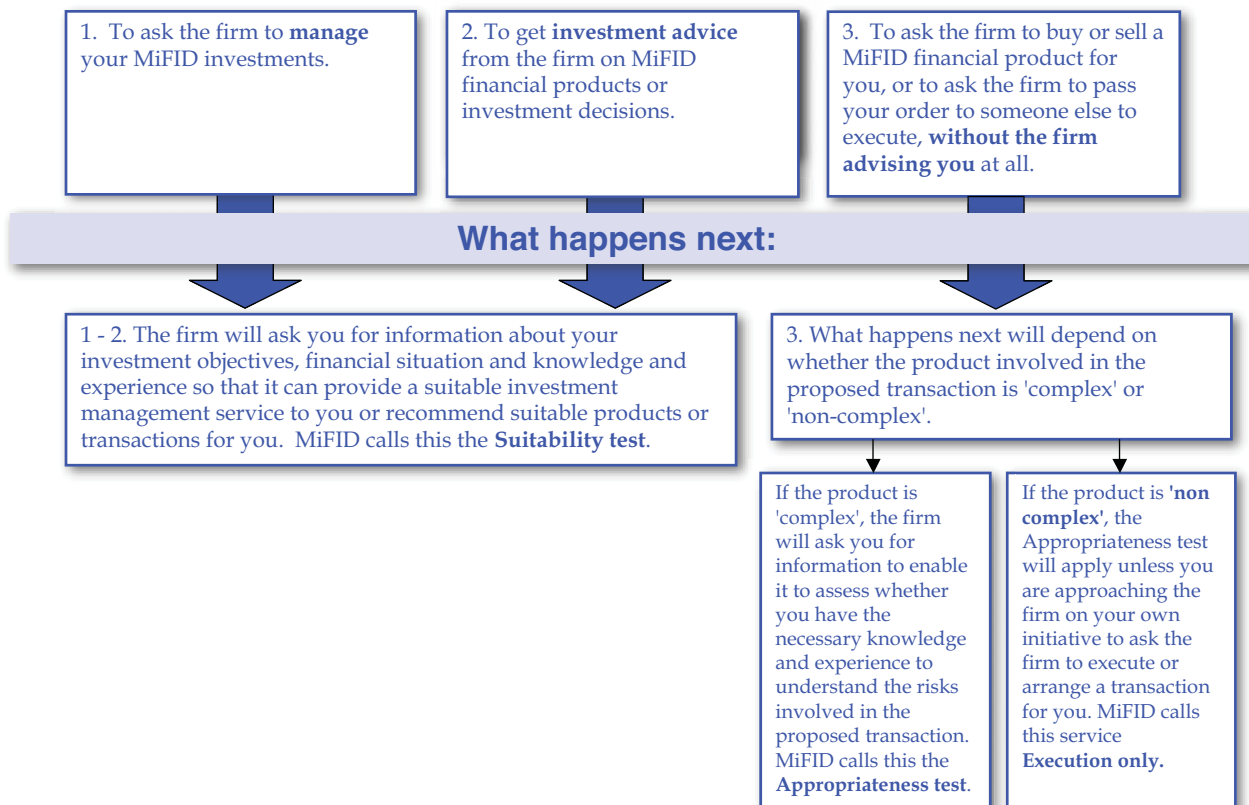 1. To ask the firm to manage
your MiFID investments.
2. To get investment advice
from the firm on MiFID
financial products or
investment decisions.
3. To ask the firm to buy or sell a
MiFID financial product for
you, or to ask the firm to pass
your order to someone else to
execute, without the firm
advising you at all.
What happens next:
1 - 2. The firm will ask you for information about your
investment objectives, financial situation and knowledge and
experience so that it can provide a suitable investment
management service to you or recommend suitable products or
transactions for you. MiFID calls this the Suitability test.
3. What happens next will depend on
whether the product involved in the
proposed transaction is 'complex' or
'non-complex'.
If the product is
'complex', the firm
will ask you for
information to enable
it to assess whether
you have the
necessary knowledge
and experience to
understand the risks
involved in the
proposed transaction.
MiFID calls this the
Appropriateness test.
If the product is 'non
complex', the
Appropriateness test
will apply unless you
are approaching the
firm on your own
initiative to ask the
firm to execute or
arrange a transaction
for you. MiFID calls
this service
Execution only.